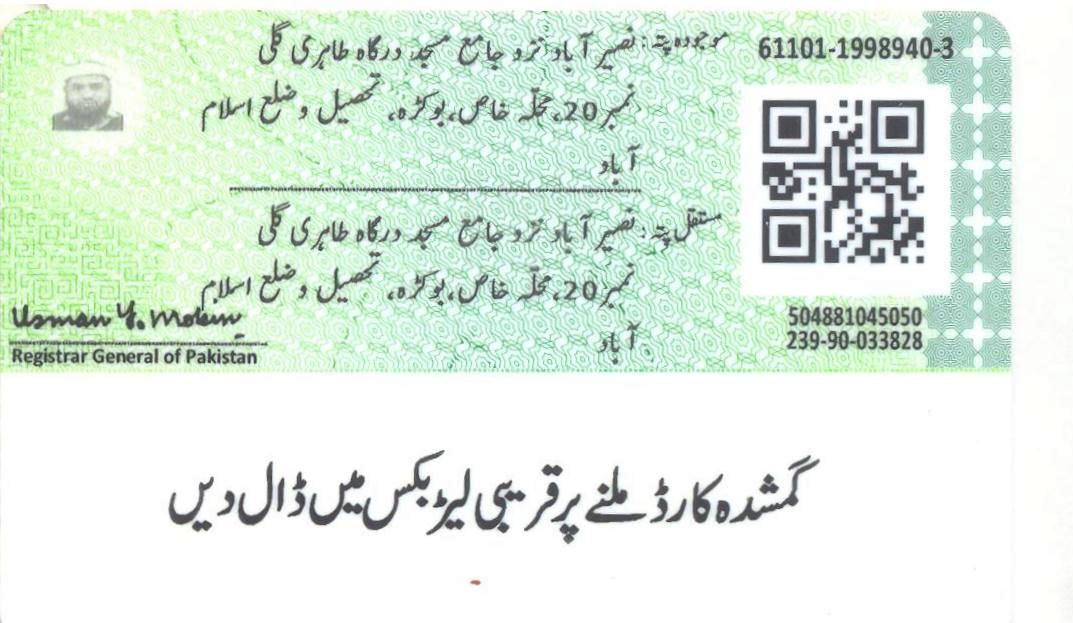 موجودہ پتہ: نصیر آباد نزد جامع مسجد درگاہ طاہری گلی
نمبر 20، محلّہ خاص، بوکڑہ، تحصیل و ضلع اسلام
آباد
61101-1998940-3
مستقل پتہ: نصیر آباد نزد جامع مسجد درگاہ طاہری گلی
نمبر 20، محلّہ خاص، بوکڑہ، تحصیل و ضلع اسلام
آباد
504881045050
239-90-033828
Usman Y. Mobin
Registrar General of Pakistan
گمشدہ کارڈ ملنے پر قریبی لیٹر بکس میں ڈال دیں